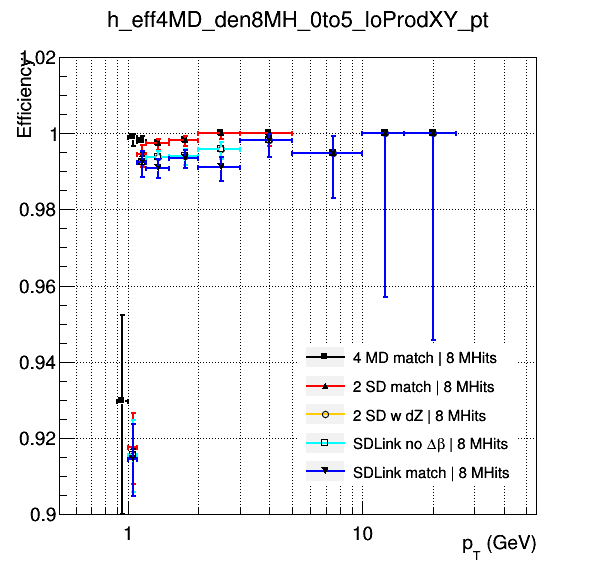 h_eff4MD_den8MH_0to5_loProdXY_pt
Efficiency
1.02
1
0.98
0.96
0.94
0.92
0.9
4 MD match | 8 MHits
2 SD match | 8 MHits
2 SD w dZ | 8 MHits
SDLink no Δβ | 8 MHits
SDLink match | 8 MHits
1
10
p_T (GeV)